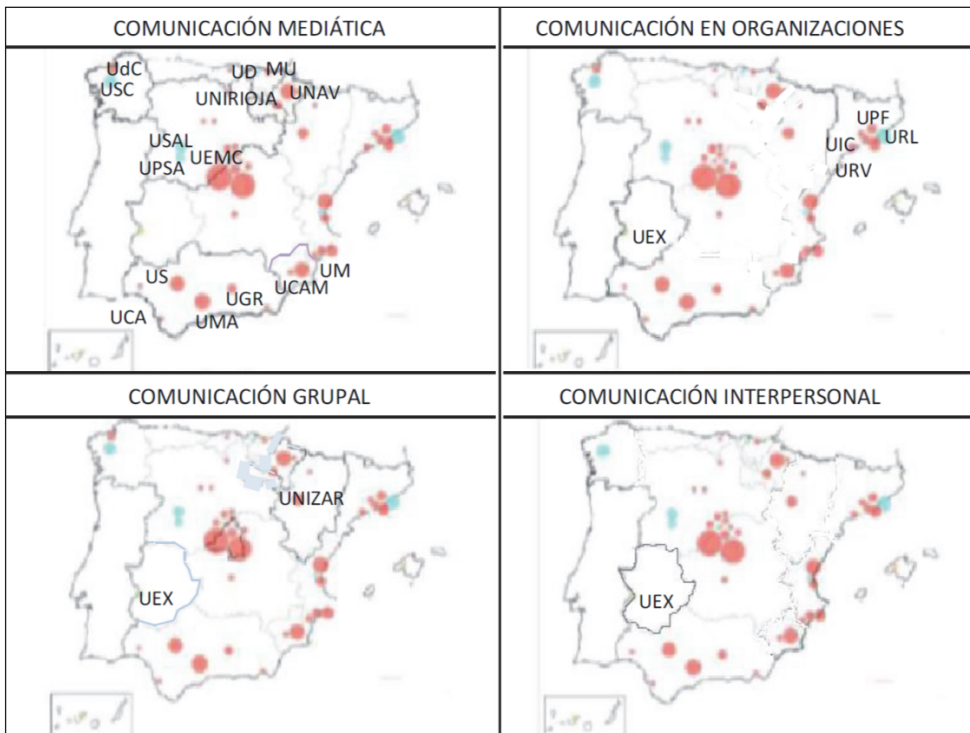 COMUNICACIÓN MEDIÁTICA
UdC
USC
UD
MU
UNIRIOJA
UNAV
USAL
UEMC
UPSA
US
UM
UCAM
UGR
UCA
UMA
COMUNICACIÓN EN ORGANIZACIONES
UPF
URL
UIC
URV
UEX
COMUNICACIÓN GRUPAL
UNIZAR
UEX
COMUNICACIÓN INTERPERSONAL
UEX